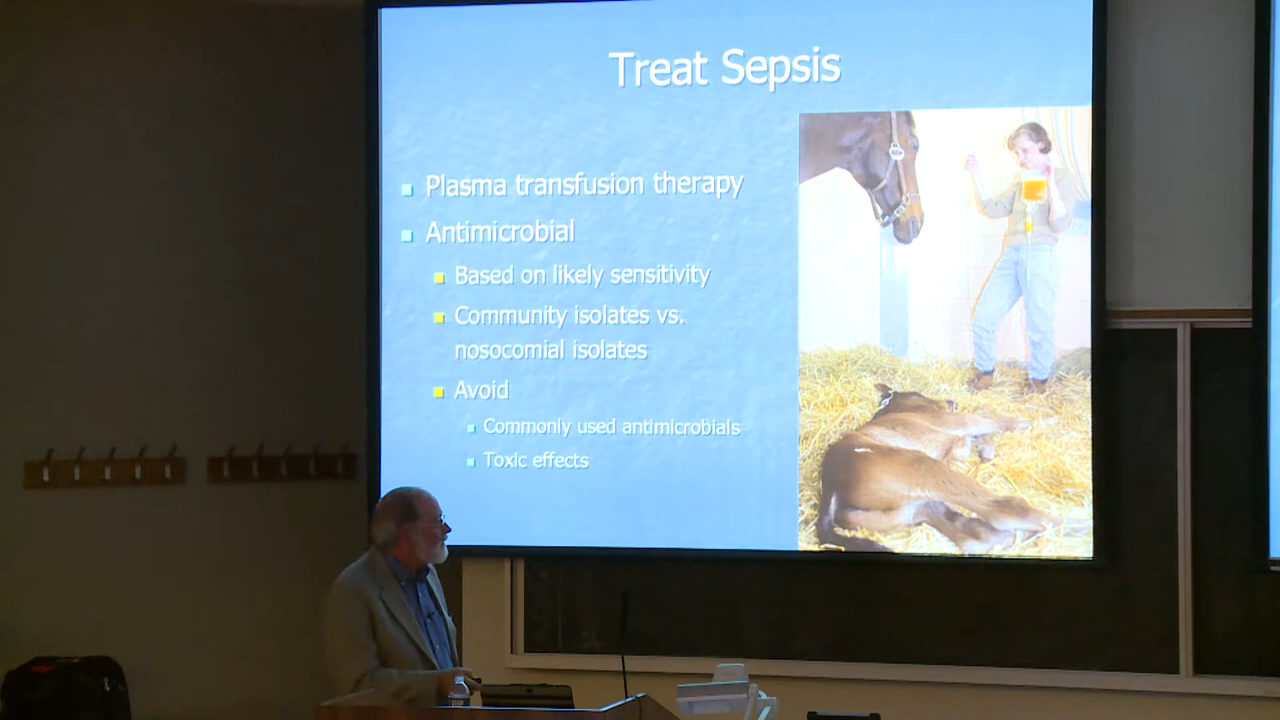 Treat Sepsis
Plasma transfusion therapy
Antimicrobial
Based on likely sensitivity
Community isolates vs.
nosocomial isolates
Avoid
Commonly used antimicrobials
Toxic effects